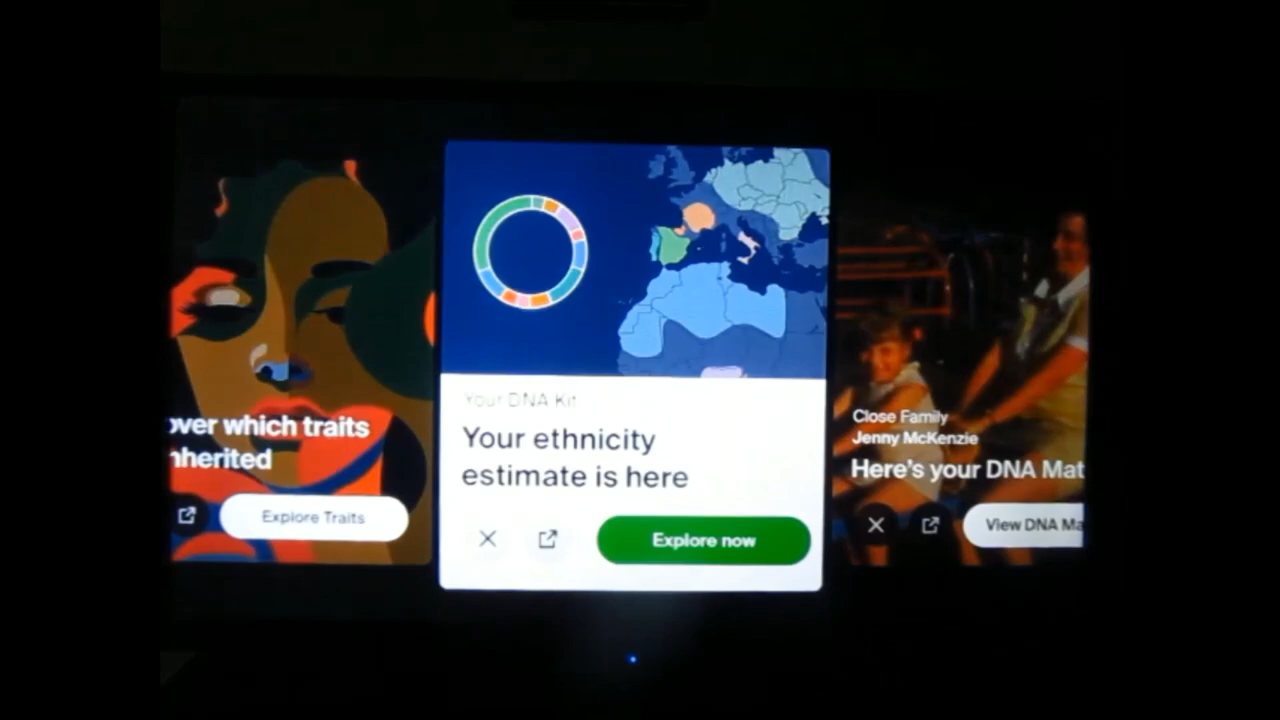 over which traits
nherited
Explore Traits
Your DNA Kit
Your ethnicity
estimate is here
Explore now
Close Family
Jenny McKenzie
Here's your DNA Mat
View DNA Ma